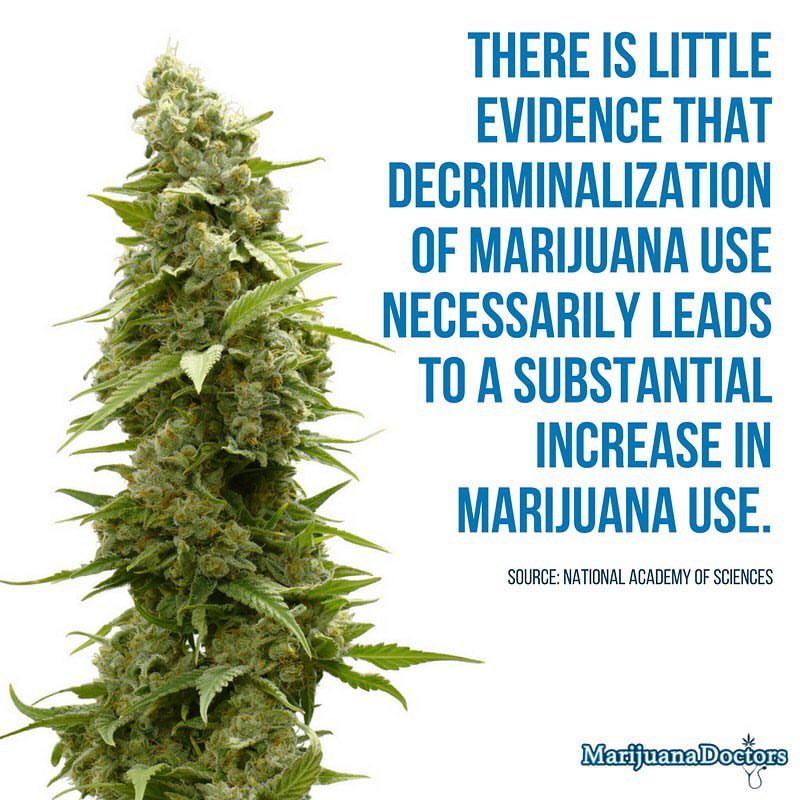 THERE IS LITTLE
EVIDENCE THAT
DECRIMINALIZATION
OF MARIJUANA USE
NECESSARILY LEADS
TO A SUBSTANTIAL
INCREASE IN
MARIJUANA USE.
SOURCE: NATIONAL ACADEMY OF SCIENCES
MarijuanaDoctors